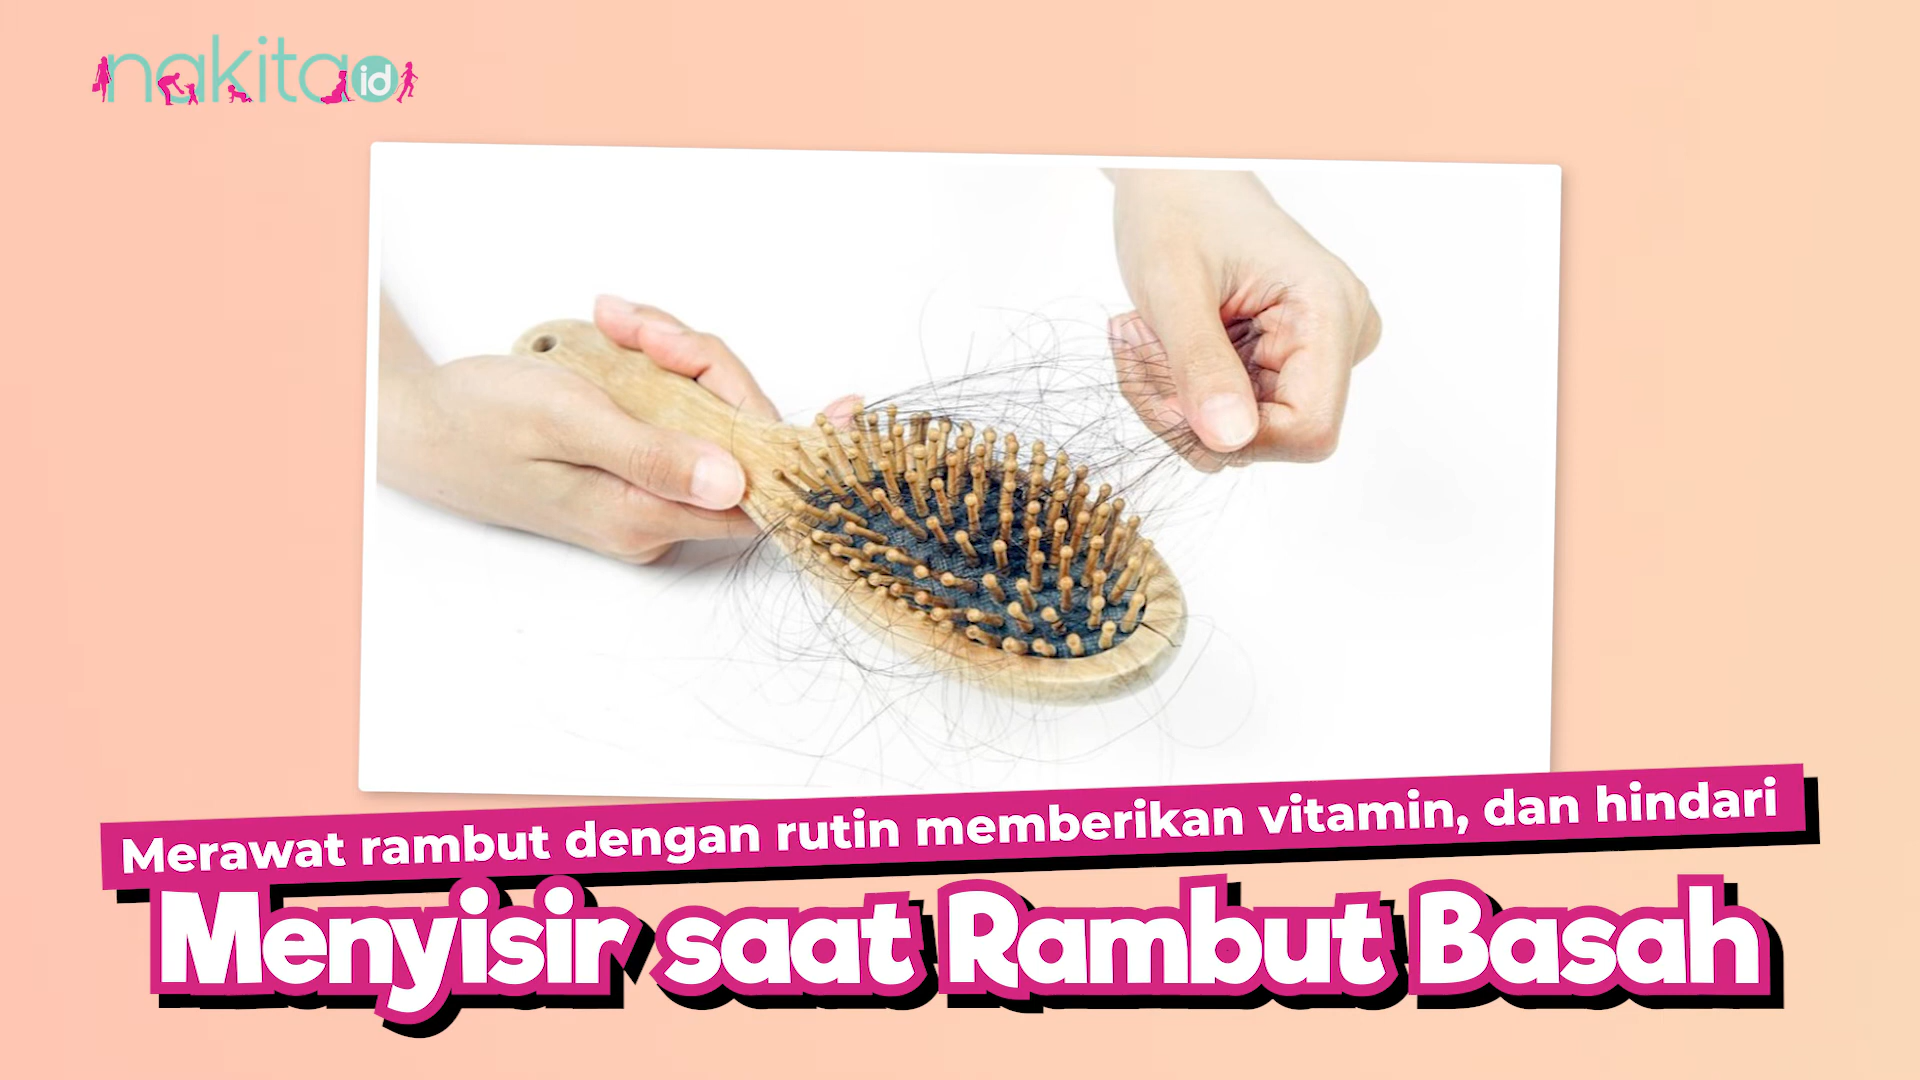 nakita id
Merawat rambut dengan rutin memberikan vitamin, dan hindari
Menyisir saat Rambut Basah